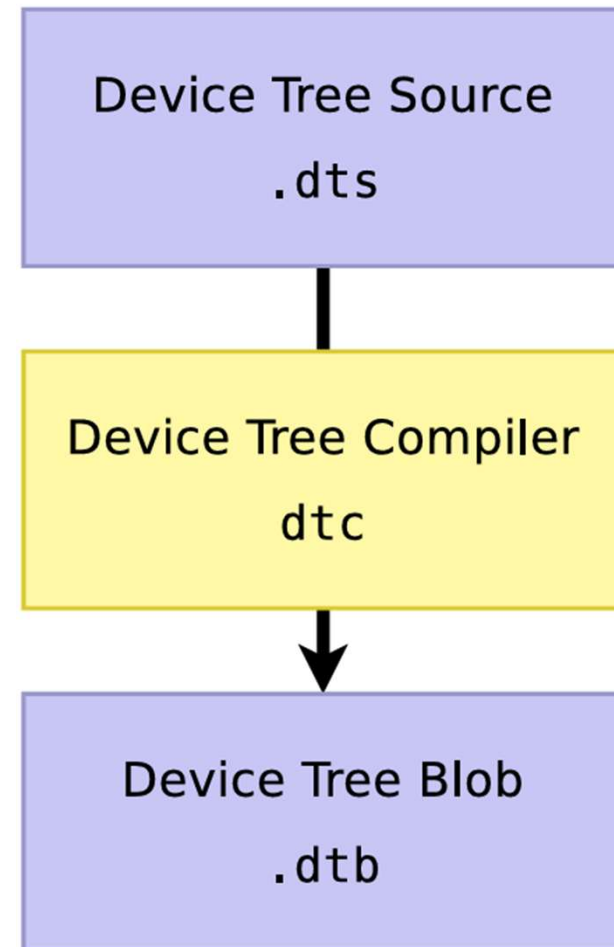 Device Tree Source
.dts
Device Tree Compiler
dtc
Device Tree Blob
.dtb